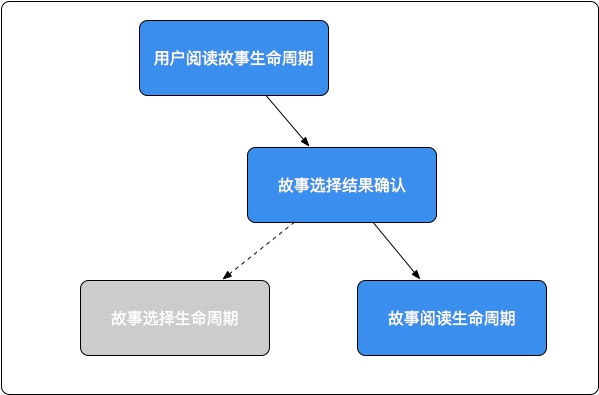 用户阅读故事生命周期
故事选择结果确认
故事选择生命周期
故事阅读生命周期